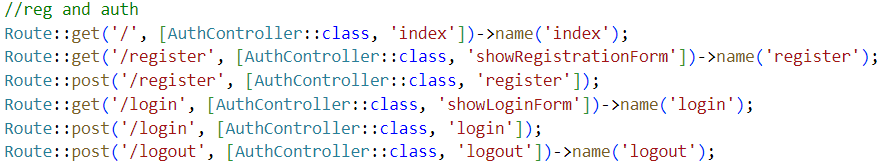 //reg and auth
Route::get('/', [AuthController::class, 'index'])->name('index');
Route::get('/register', [AuthController::class, 'showRegistrationForm'])->name('register');
Route::post('/register', [AuthController::class, 'register']);
Route::get('/login', [AuthController::class, 'showLoginForm'])->name('login');
Route::post('/login', [AuthController::class, 'login']);
Route::post('/logout', [AuthController::class, 'logout'])->name('logout');